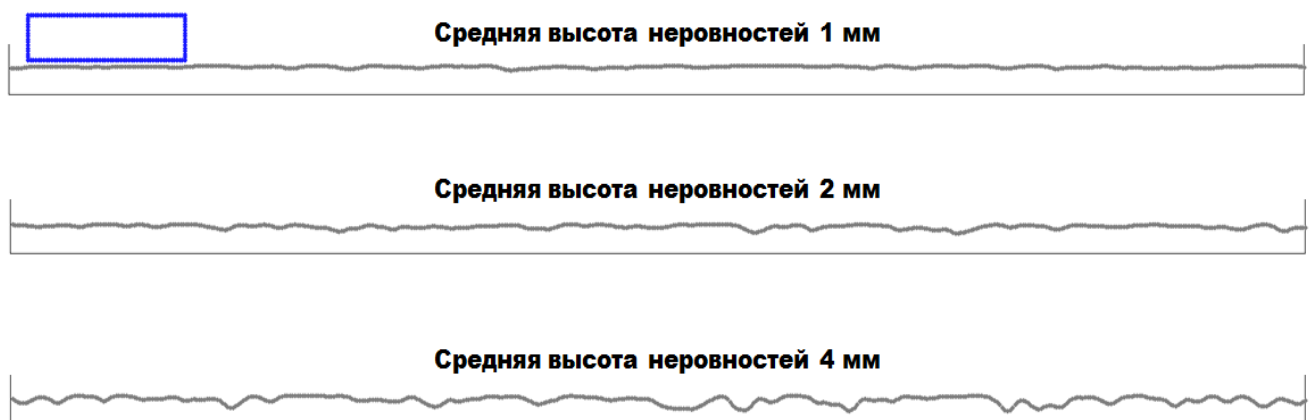 Средняя высота неровностей 1 мм
Средняя высота неровностей 2 мм
Средняя высота неровностей 4 мм